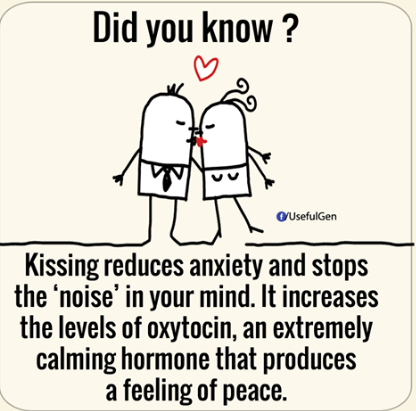 Did you know ?
f/UsefulGen
Kissing reduces anxiety and stops
the 'noise' in your mind. It increases
the levels of oxytocin, an extremely
calming hormone that produces
a feeling of peace.